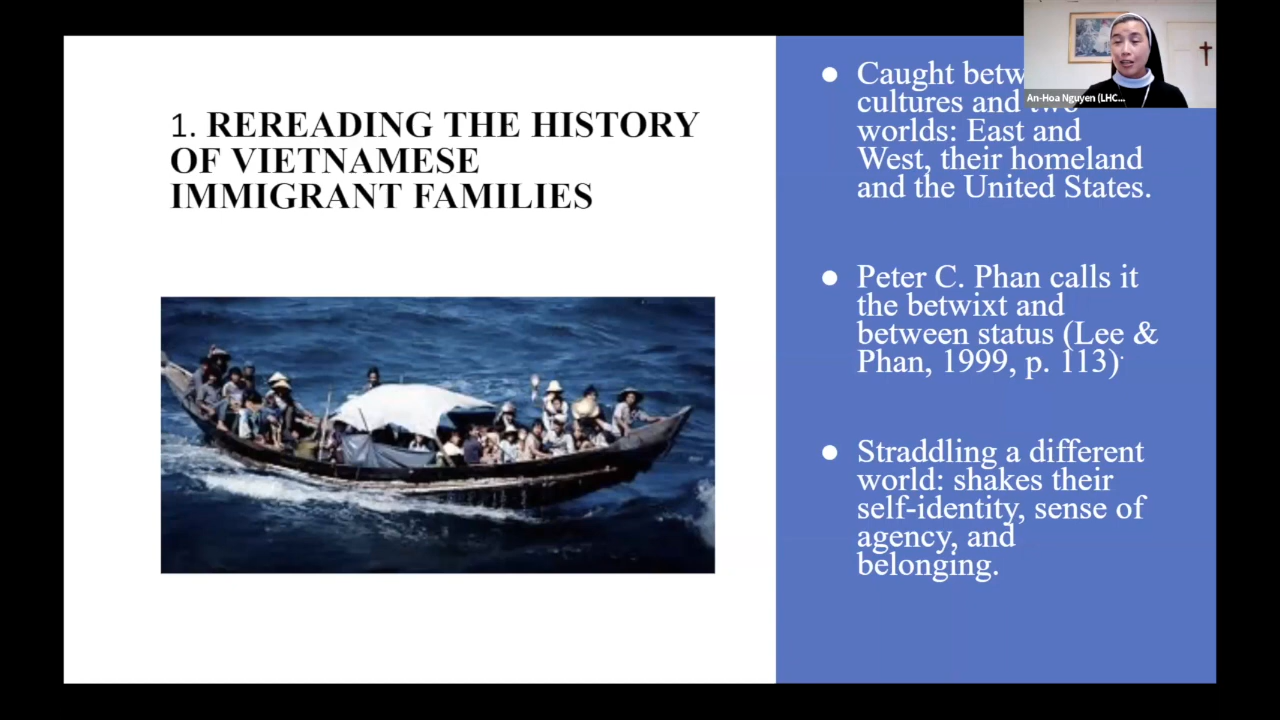 1. REREADING THE HISTORY
OF VIETNAMESE
IMMIGRANT FAMILIES
● Caught
cultures and two
worlds: East and
West, their homeland
and the United States.
● Peter C. Phan calls it
the betwixt and
between status (Lee &
Phan, 1999, p. 113)
● Straddling a different
world: shakes their
self-identity, sense of
agency, and
belonging.
An-Hoa Nguyen (LHC...